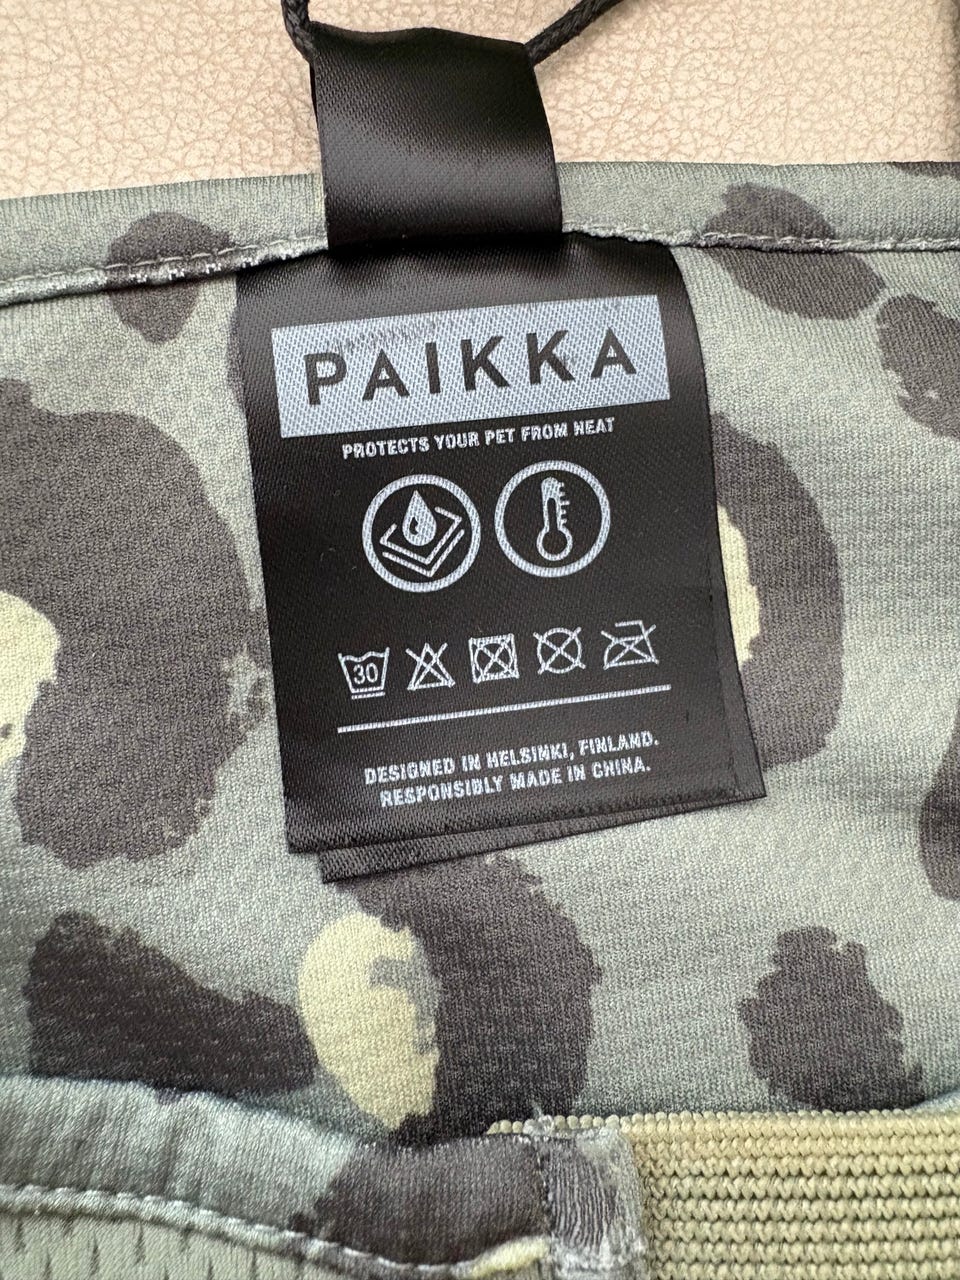 PAIKKA
PROTECTS YOUR PET FROM HEAT
30
DESIGNED IN HELSINKI, FINLAND.
RESPONSIBLY MADE IN CHINA.